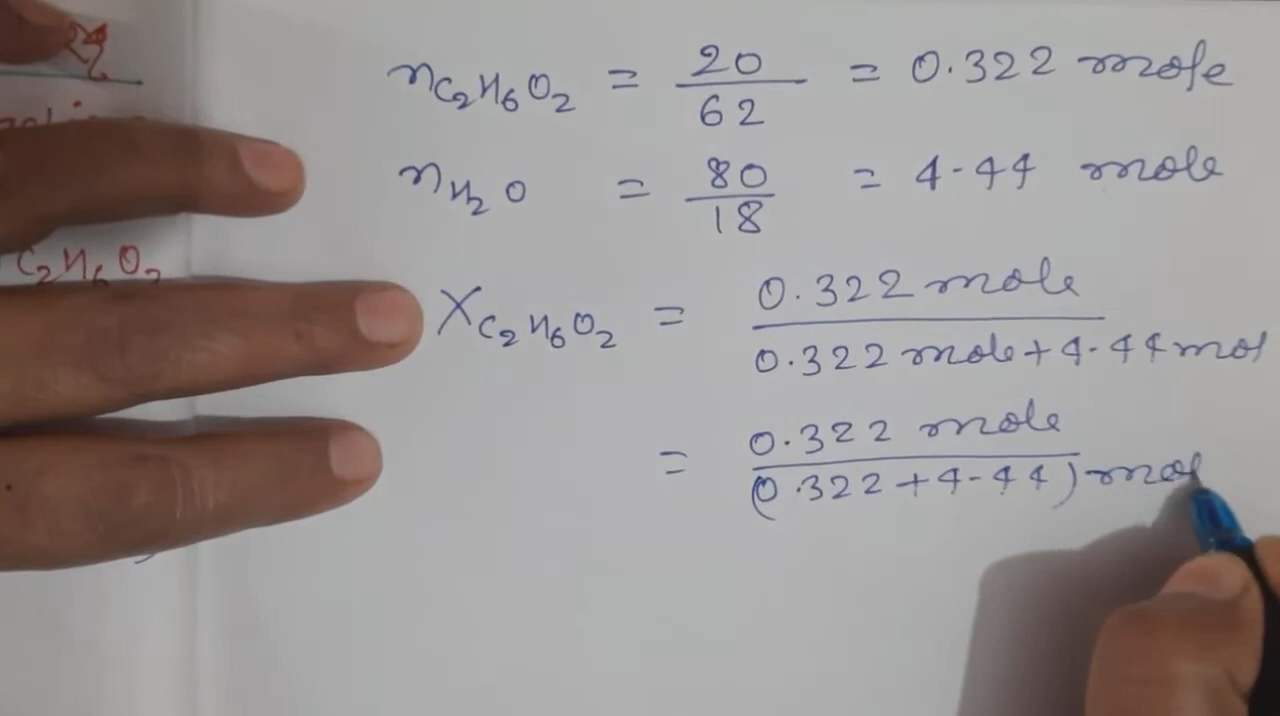 n C2H6O2 = 20/62 = 0.322 mole
n H2O = 80/18 = 4.44 mole
C2H6O2
X C2H6O2 = 0.322 mole / 0.322 mole + 4.44 mol
= 0.322 mole / (0.322 + 4.44) mol